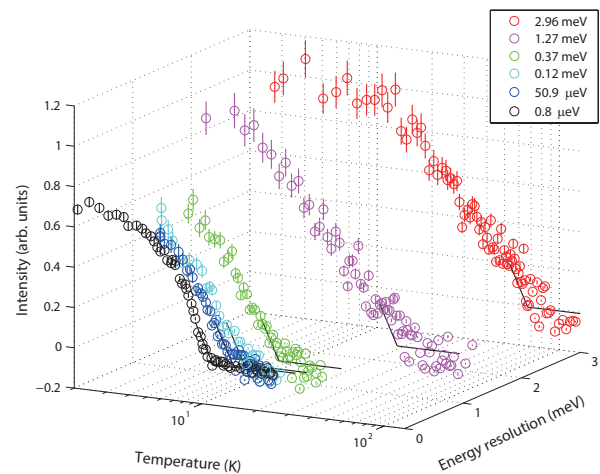 2.96 meV
1.27 meV
0.37 meV
0.12 meV
50.9 μeV
0.8 μeV
1.2
1
0.8
0.6
0.4
0.2
0
−0.2
Intensity (arb. units)
10¹
10²
Temperature (K)
0
1
2
3
Energy resolution (meV)